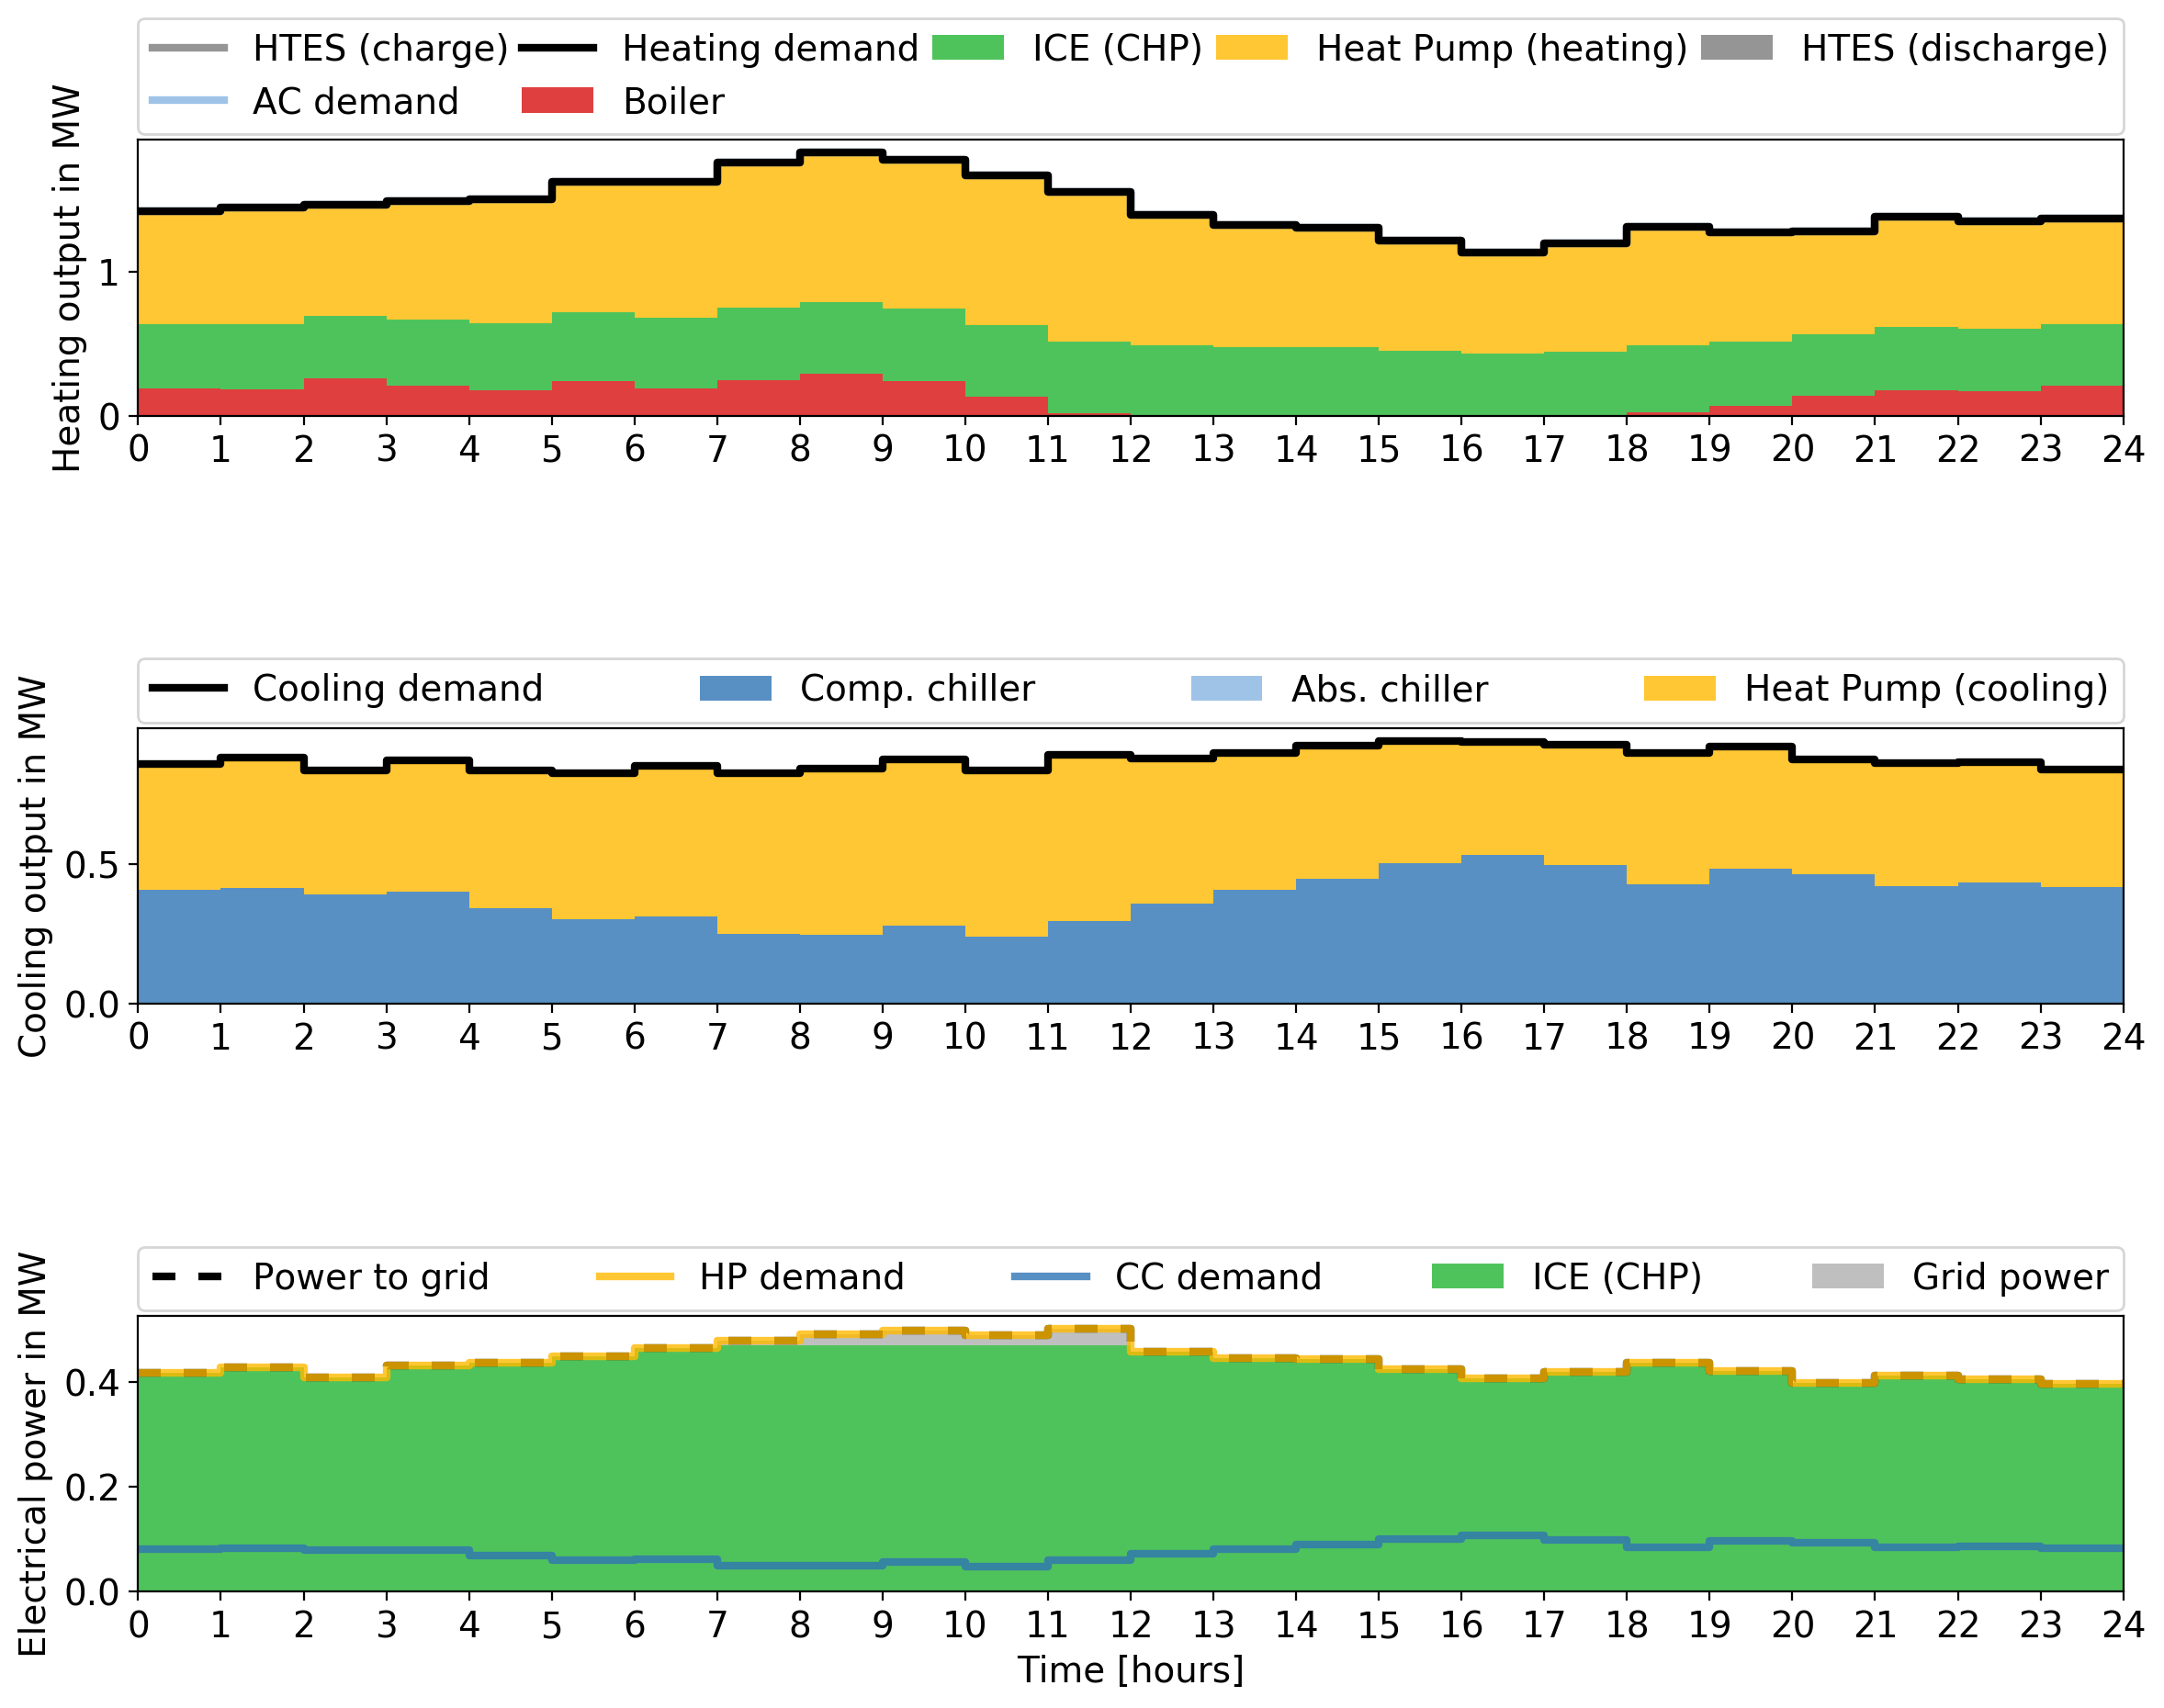 HTES (charge) Heating demand ICE (CHP) Heat Pump (heating) HTES (discharge)
AC demand Boiler
Heating output in MW
1
0
0 1 2 3 4 5 6 7 8 9 10 11 12 13 14 15 16 17 18 19 20 21 22 23 24
Cooling demand Comp. chiller Abs. chiller Heat Pump (cooling)
Cooling output in MW
0.5
0.0
0 1 2 3 4 5 6 7 8 9 10 11 12 13 14 15 16 17 18 19 20 21 22 23 24
Power to grid HP demand CC demand ICE (CHP) Grid power
Electrical power in MW
0.4
0.2
0.0
0 1 2 3 4 5 6 7 8 9 10 11 12 13 14 15 16 17 18 19 20 21 22 23 24
Time [hours]